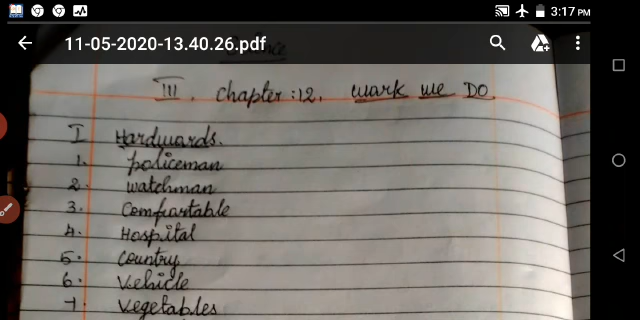 3:17 PM
11-05-2020-13.40.26.pdf
III. Chapter:12. Work We DO
I Hardwards.
1. policeman
2. watchman
3. Comfortable
4. Hospital
5. Country
6. Vehicle
7. Vegetables